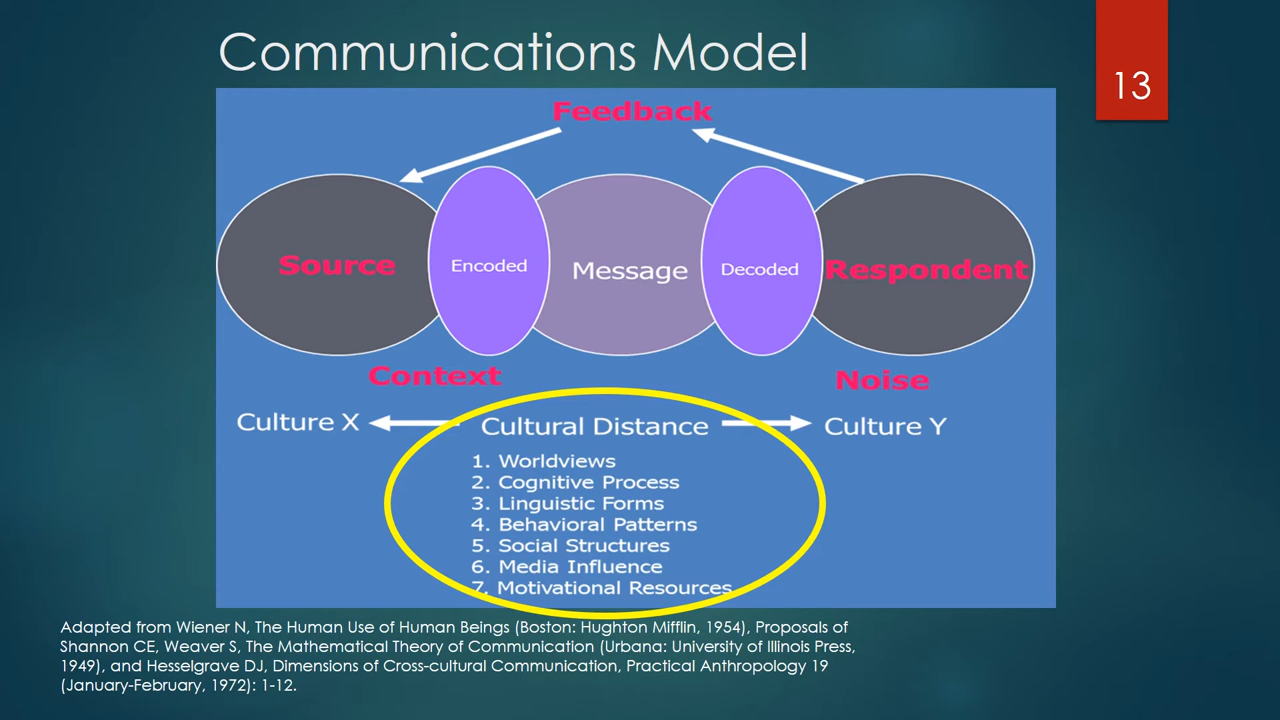 Communications Model
13
Feedback
Source
Encoded
Message
Decoded
Respondent
Context
Noise
Culture X
Cultural Distance
Culture Y
1. Worldviews
2. Cognitive Process
3. Linguistic Forms
4. Behavioral Patterns
5. Social Structures
6. Media Influence
7. Motivational Resources
Adapted from Wiener N, The Human Use of Human Beings (Boston: Hughton Mifflin, 1954), Proposals of
Shannon CE, Weaver S, The Mathematical Theory of Communication (Urbana: University of Illinois Press,
1949), and Hesselgrave DJ, Dimensions of Cross-cultural Communication, Practical Anthropology 19
(January-February, 1972): 1-12.